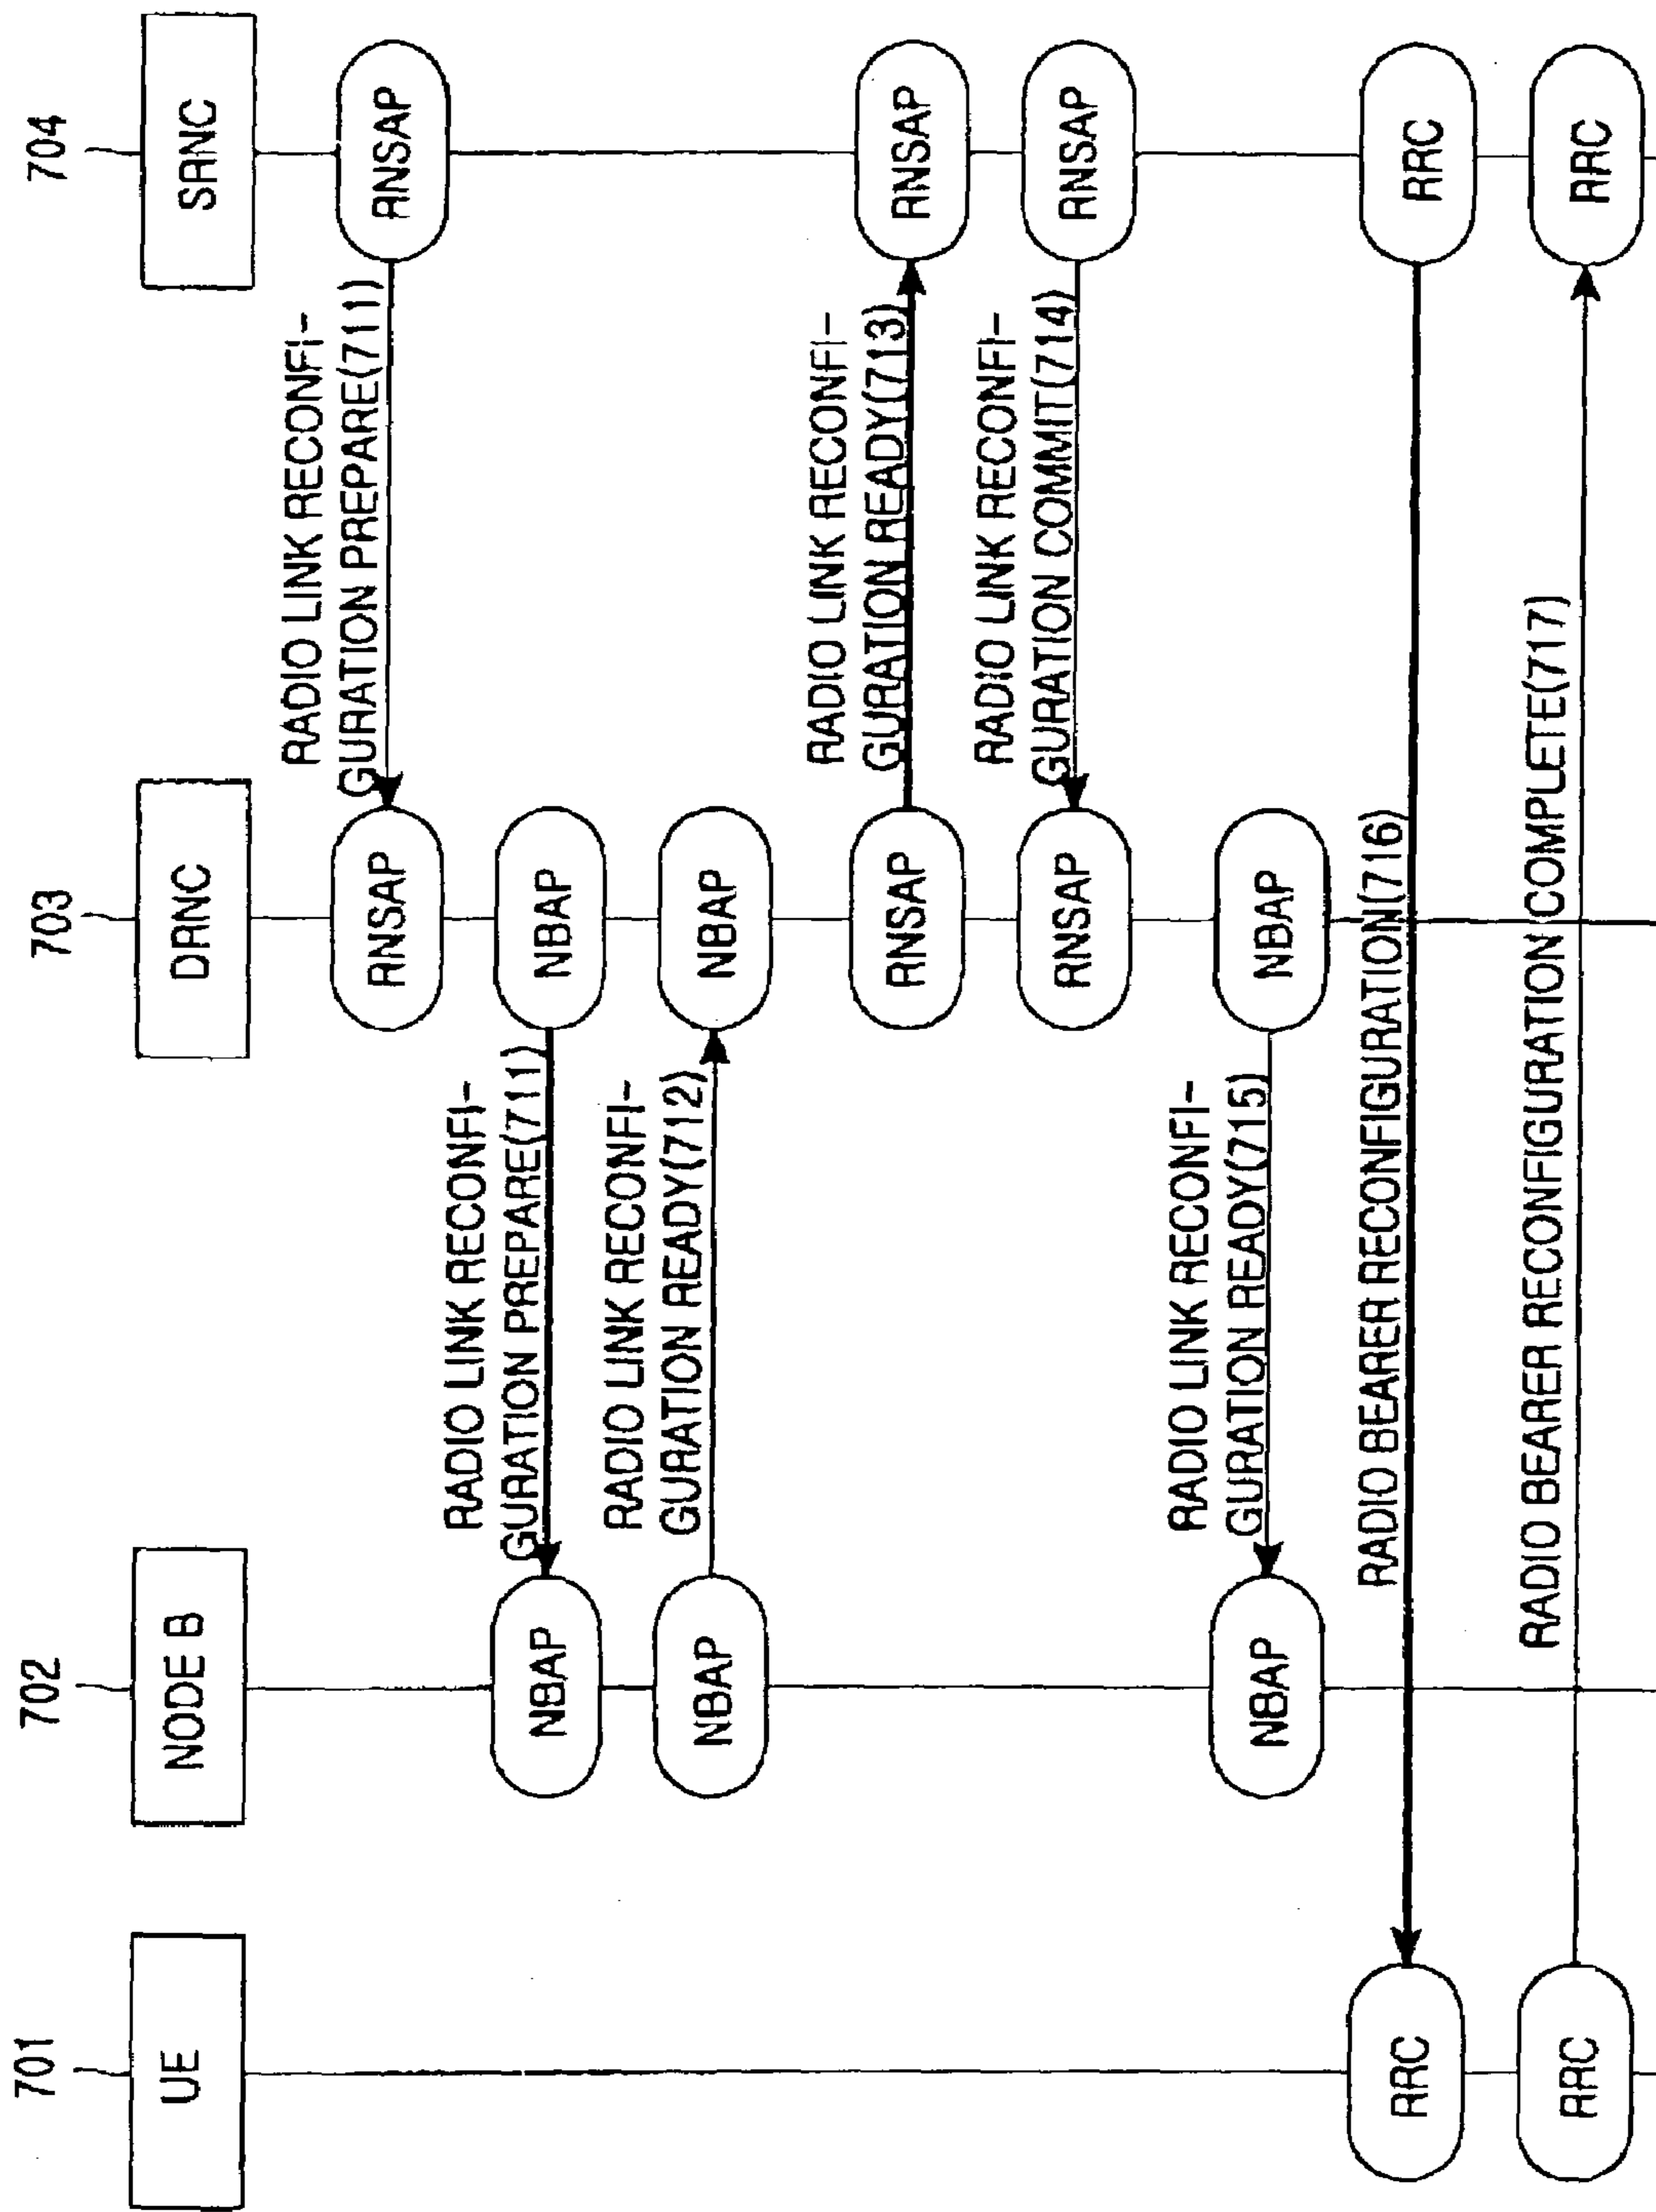 701
702
703
704
UE
NODE B
DRNC
SRNC
RNSAP
RADIO LINK RECONFI-
GURATION PREPARE(711)
RNSAP
NBAP
RADIO LINK RECONFI-
GURATION PREPARE(711)
NBAP
NBAP
RADIO LINK RECONFI-
GURATION READY(712)
NBAP
RNSAP
RADIO LINK RECONFI-
GURATION READY(713)
RNSAP
RNSAP
RADIO LINK RECONFI-
GURATION COMMIT(714)
RNSAP
NBAP
RADIO LINK RECONFI-
GURATION READY(715)
NBAP
RRC
RADIO BEARER RECONFIGURATION(716)
RRC
RRC
RADIO BEARER RECONFIGURATION COMPLETE(717)
RRC